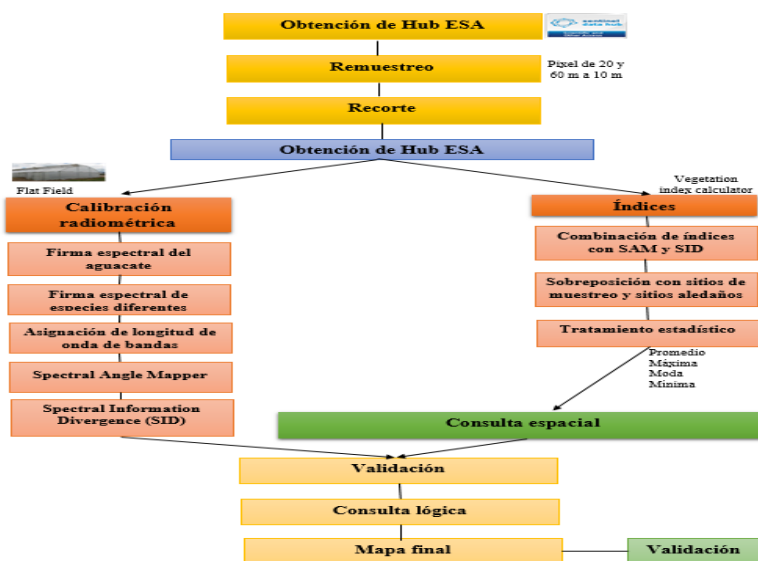 Obtención de Hub ESA
sentinel
data hub
Remuestreo
Pixel de 20 y
60 m a 10 m
Recorte
Obtención de Hub ESA
Flat Field
Vegetation
index calculator
Calibración
radiométrica
Firma espectral del
aguacate
Firma espectral de
especies diferentes
Asignación de longitud de
onda de bandas
Spectral Angle Mapper
Spectral Information
Divergence (SID)
Índices
Combinación de índices
con SAM y SID
Sobreposición con sitios de
muestreo y sitios aledaños
Tratamiento estadístico
Promedio
Máxima
Moda
Mínima
Consulta espacial
Validación
Consulta lógica
Mapa final
Validación